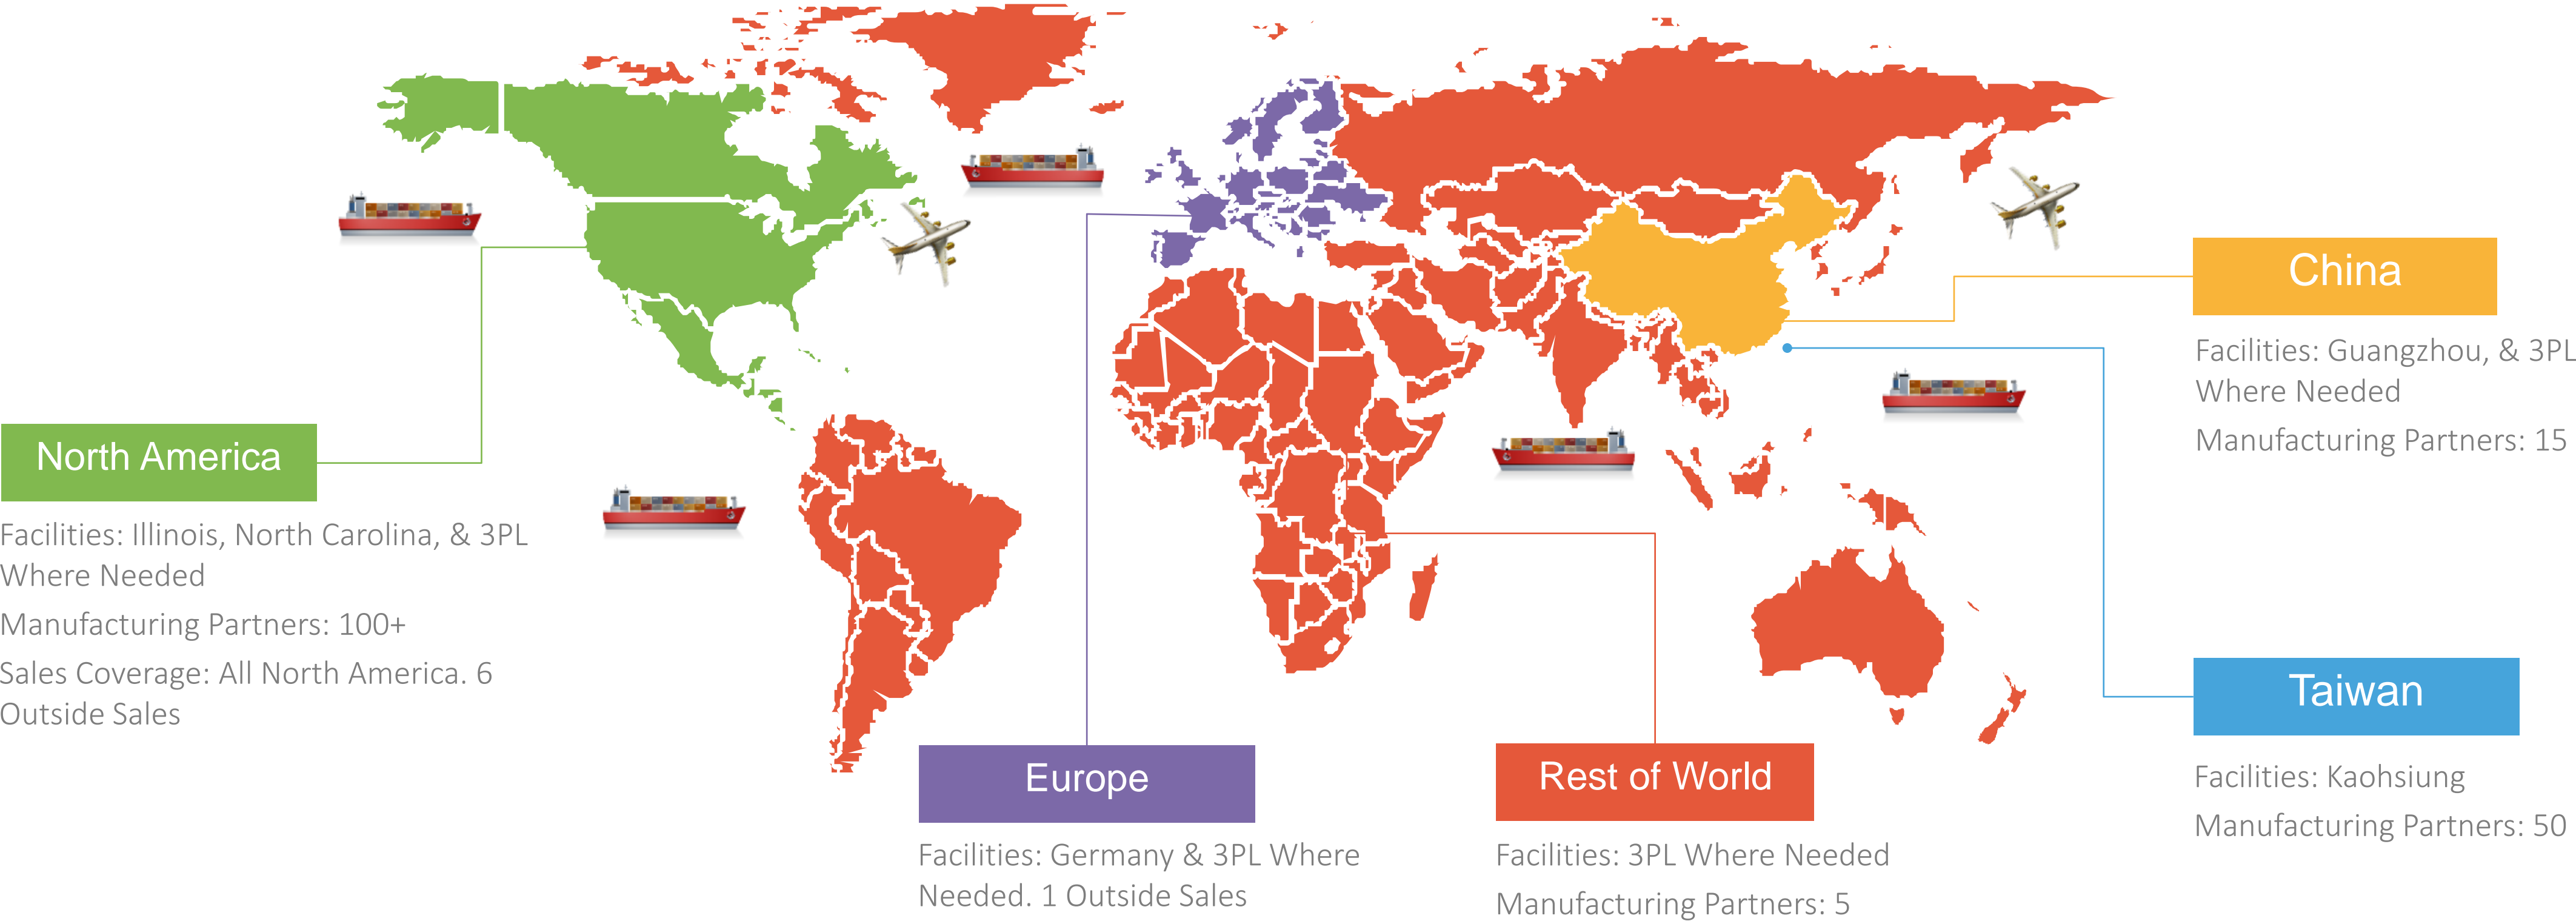 North America
Facilities: Illinois, North Carolina, & 3PL
Where Needed
Manufacturing Partners: 100+
Sales Coverage: All North America. 6
Outside Sales
Europe
Facilities: Germany & 3PL Where
Needed. 1 Outside Sales
Rest of World
Facilities: 3PL Where Needed
Manufacturing Partners: 5
China
Facilities: Guangzhou, & 3PL
Where Needed
Manufacturing Partners: 15
Taiwan
Facilities: Kaohsiung
Manufacturing Partners: 50